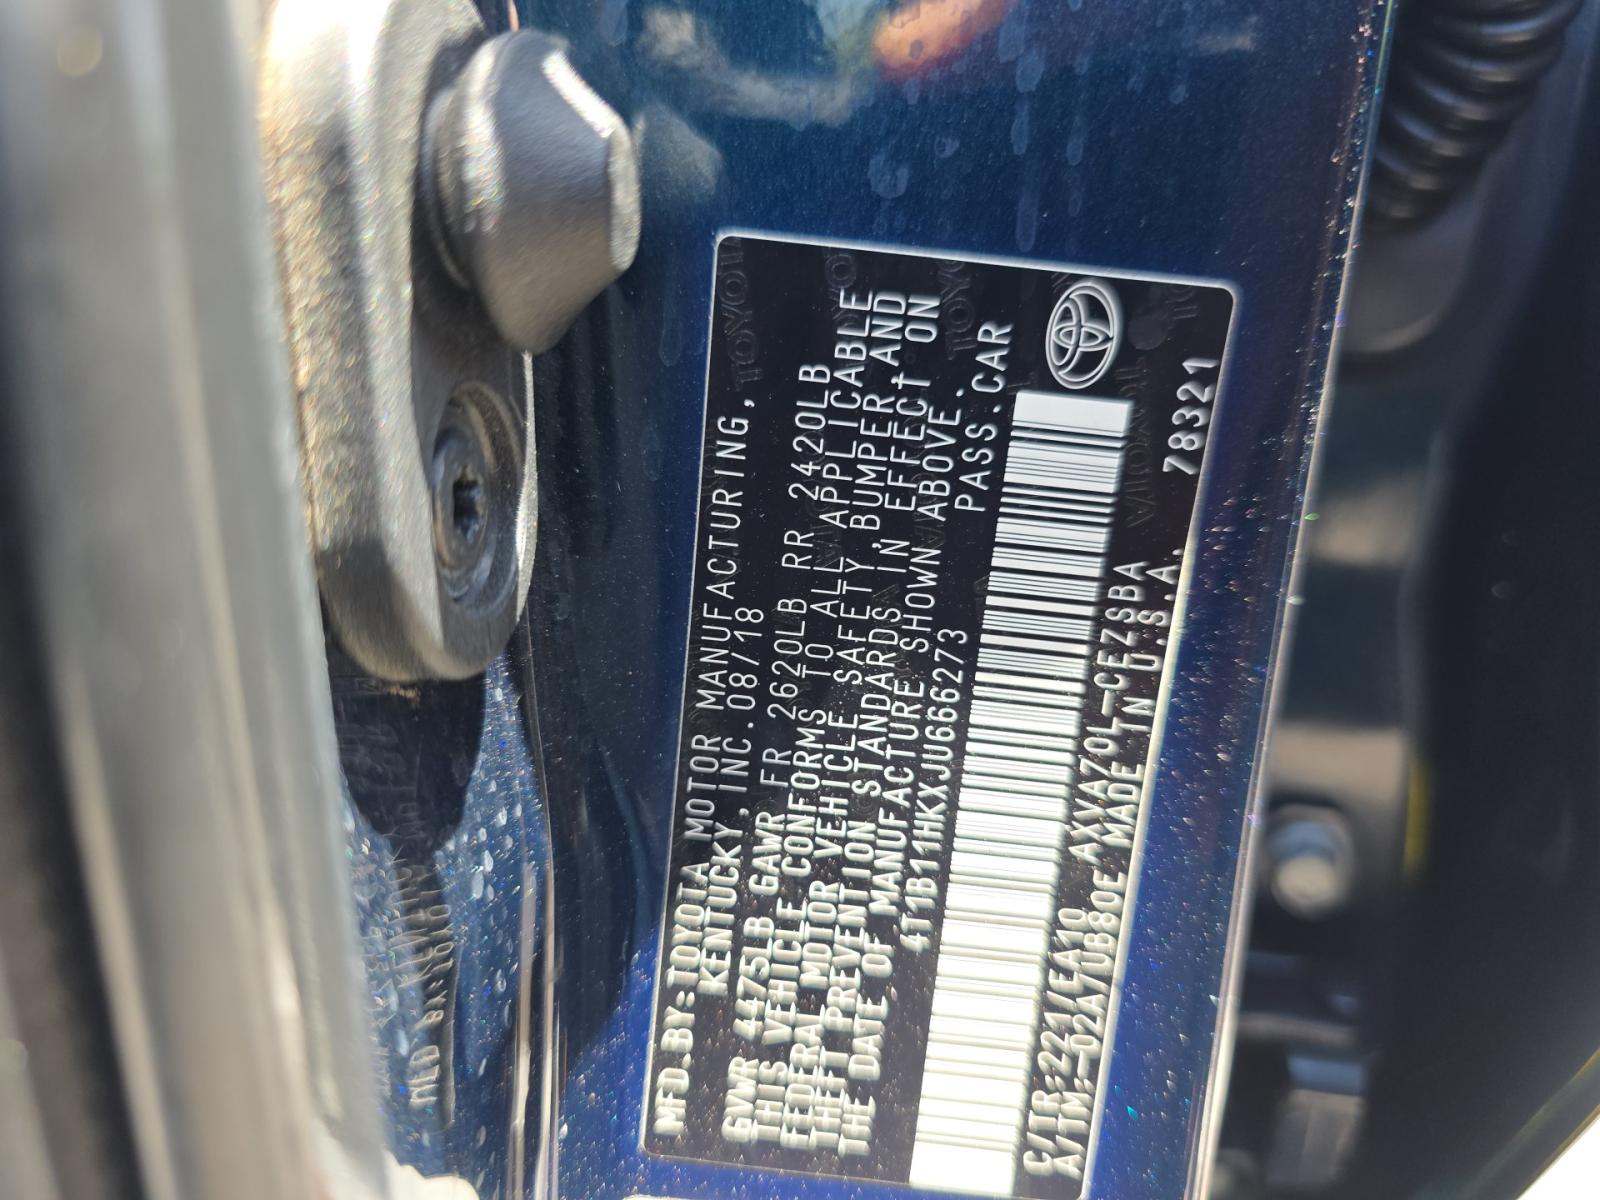 MFD.BY:TOYOTA MOTOR MANUFACTURING,
KENTUCKY, INC.08/18
GVWR 4475LB GAWR FR 2620LB RR 2420LB
THIS VEHICLE CONFORMS TO ALL APPLICABLE
FEDERAL MOTOR VEHICLE SAFETY,BUMPER,AND
THEFT PREVENTION STANDARDS IN EFFECT ON
THE DATE OF MANUFACTURE SHOWN ABOVE.
4T1B11HKXJU666273 PASS.CAR
C/TR:221/EA10 AXVA70L-CEZSBA
A/TM:-02A/UB80E MADE IN U.S.A. 78321